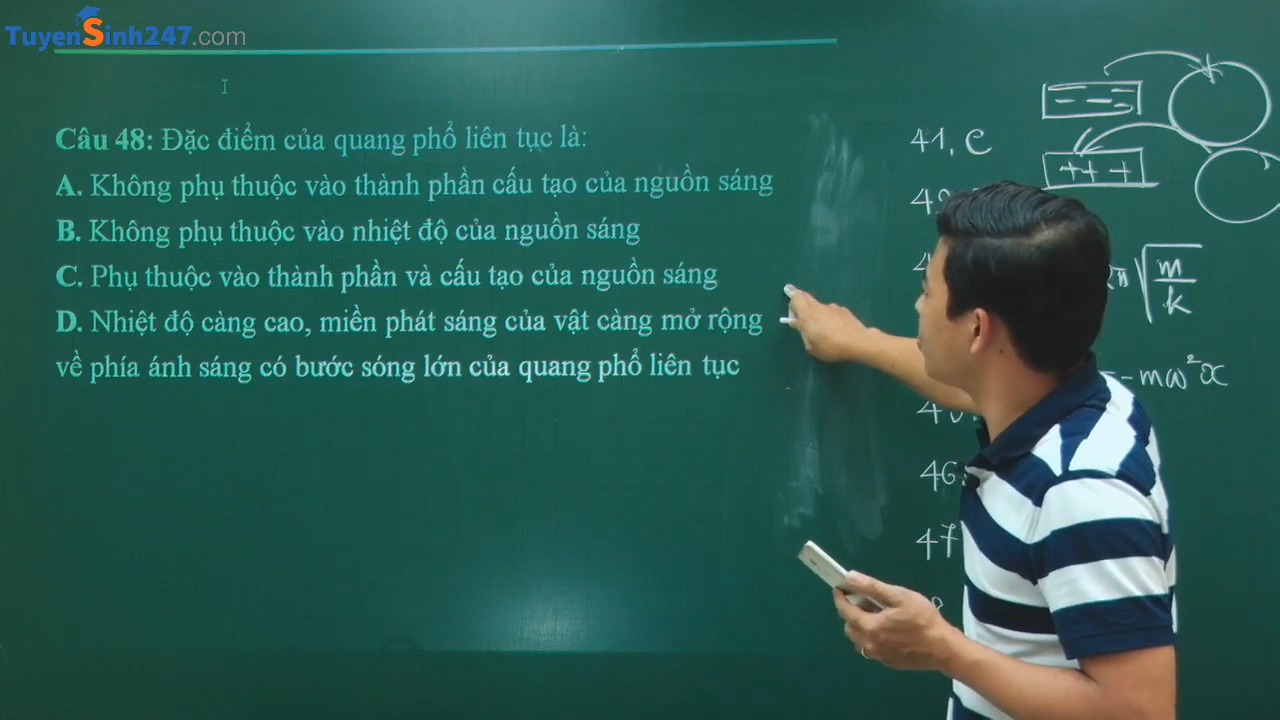 TuyenSinh247.com
Câu 48: Đặc điểm của quang phổ liên tục là:
A. Không phụ thuộc vào thành phần cấu tạo của nguồn sáng
B. Không phụ thuộc vào nhiệt độ của nguồn sáng
C. Phụ thuộc vào thành phần và cấu tạo của nguồn sáng
D. Nhiệt độ càng cao, miền phát sáng của vật càng mở rộng
về phía ánh sáng có bước sóng lớn của quang phổ liên tục
41. C
46.
47
- - -
+ + +
√m/k
- mω²x